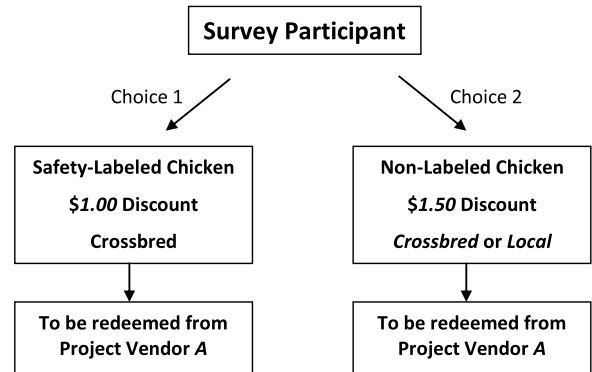 Survey Participant
Choice 1
Choice 2
Safety-Labeled Chicken
$1.00 Discount
Crossbred
Non-Labeled Chicken
$1.50 Discount
Crossbred or Local
To be redeemed from
Project Vendor A
To be redeemed from
Project Vendor A